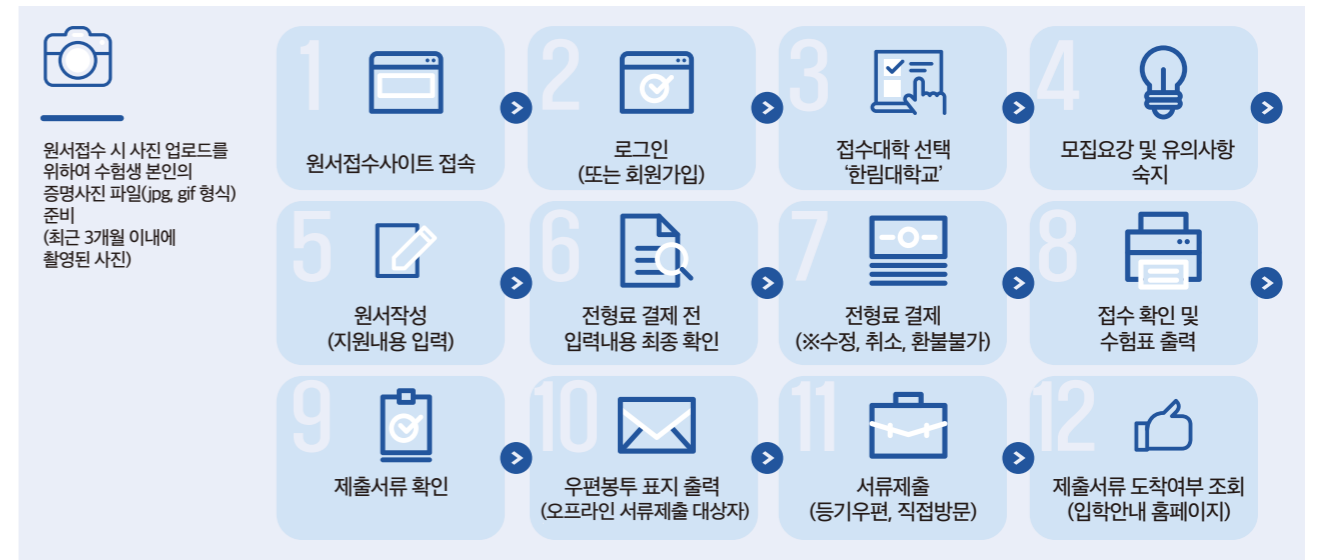 원서접수 시 사진 업로드를
위하여 수험생 본인의
증명사진 파일(jpg, gif 형식)
준비
(최근 3개월 이내에
촬영된 사진)
1
원서접수사이트 접속
2
로그인
(또는 회원가입)
3
접수대학 선택
‘한림대학교’
4
모집요강 및 유의사항
숙지
5
원서작성
(지원내용 입력)
6
전형료 결제 전
입력내용 최종 확인
7
전형료 결제
(※수정, 취소, 환불불가)
8
접수 확인 및
수험표 출력
9
제출서류 확인
10
우편봉투 표지 출력
(오프라인 서류제출 대상자)
11
서류제출
(등기우편, 직접방문)
12
제출서류 도착여부 조회
(입학안내 홈페이지)